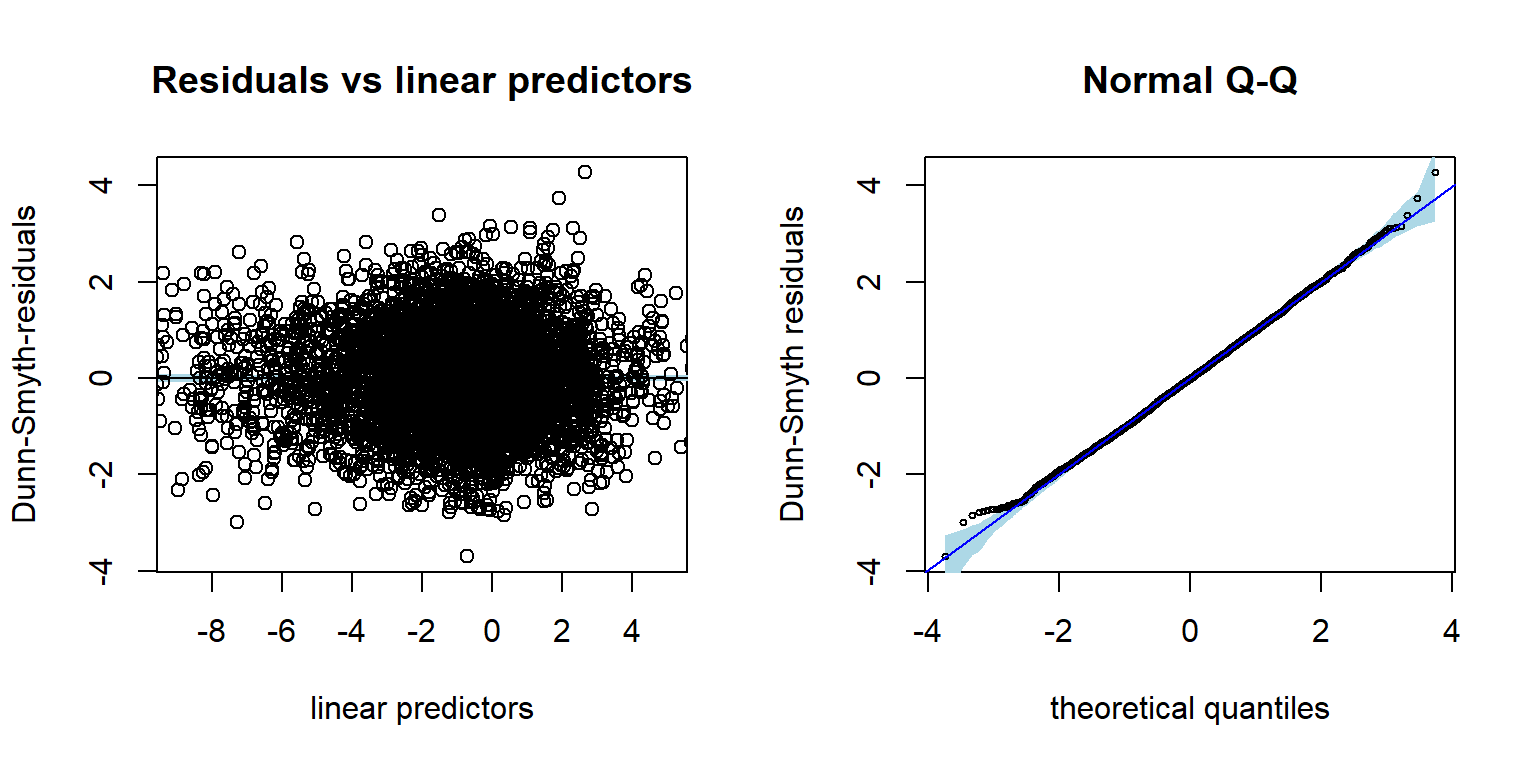 Residuals vs linear predictors
Dunn-Smyth-residuals
4
2
0
-2
-4
-8 -6 -4 -2 0 2 4
linear predictors
Normal Q-Q
Dunn-Smyth residuals
4
2
0
-2
-4
-4 -2 0 2 4
theoretical quantiles